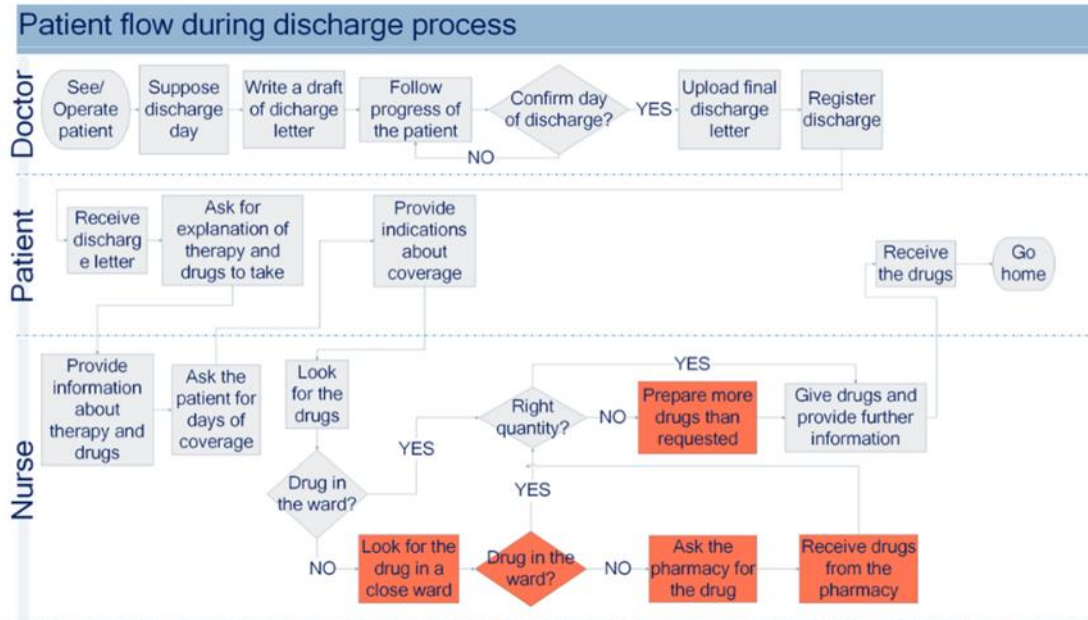 Patient flow during discharge process
Doctor
See/
Operate
patient
Suppose
discharge
day
Write a draft
of dicharge
letter
Follow
progress of
the patient
Confirm day
of discharge?
YES
NO
Upload final
discharge
letter
Register
discharge
Patient
Receive
discharg
e letter
Ask for
explanation of
therapy and
drugs to take
Provide
indications
about
coverage
Receive
the drugs
Go
home
Nurse
Provide
information
about
therapy and
drugs
Ask the
patient for
days of
coverage
Look
for the
drugs
Drug in
the ward?
YES
NO
Right
quantity?
YES
NO
Prepare more
drugs than
requested
Give drugs and
provide further
information
Look for the
drug in a
close ward
Drug in the
ward?
YES
NO
Ask the
pharmacy for
the drug
Receive drugs
from the
pharmacy